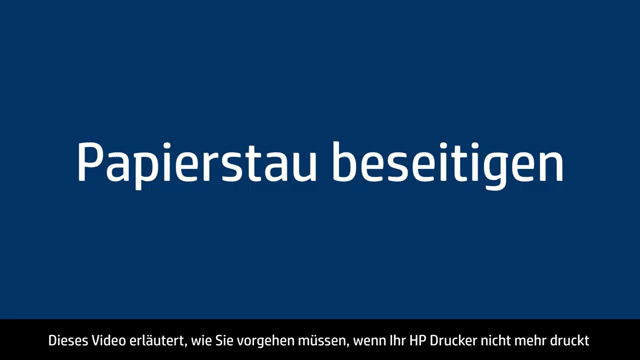 Papierstau beseitigen
Dieses Video erläutert, wie Sie vorgehen müssen, wenn Ihr HP Drucker nicht mehr druckt